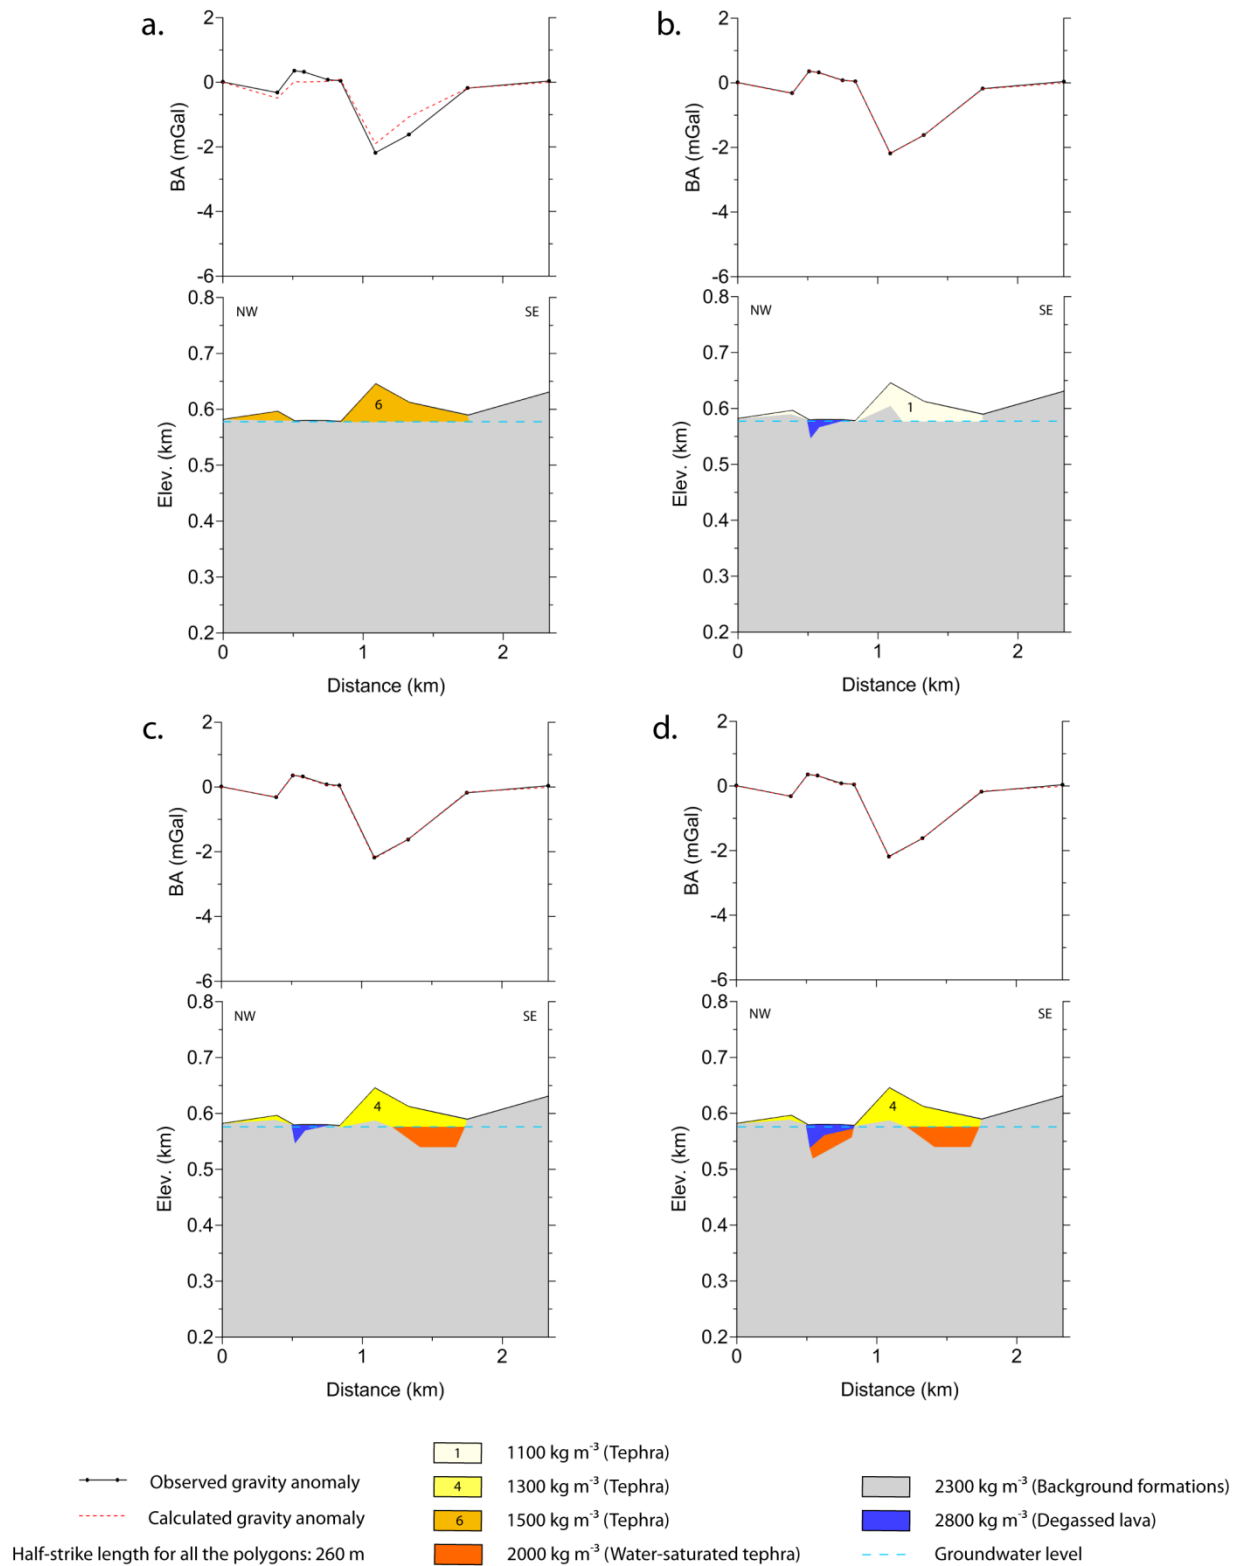 a.
2
0
-2
-4
-6
BA (mGal)
NW
SE
0.8
0.7
0.6
0.5
0.4
0.3
0.2
Elev. (km)
6
0
1
2
Distance (km)
b.
2
0
-2
-4
-6
BA (mGal)
NW
SE
0.8
0.7
0.6
0.5
0.4
0.3
0.2
Elev. (km)
1
0
1
2
Distance (km)
c.
2
0
-2
-4
-6
BA (mGal)
NW
SE
0.8
0.7
0.6
0.5
0.4
0.3
0.2
Elev. (km)
4
0
1
2
Distance (km)
d.
2
0
-2
-4
-6
BA (mGal)
NW
SE
0.8
0.7
0.6
0.5
0.4
0.3
0.2
Elev. (km)
4
0
1
2
Distance (km)
Observed gravity anomaly
Calculated gravity anomaly
Half-strike length for all the polygons: 260 m
1 1100 kg m⁻³ (Tephra)
4 1300 kg m⁻³ (Tephra)
6 1500 kg m⁻³ (Tephra)
2000 kg m⁻³ (Water-saturated tephra)
2300 kg m⁻³ (Background formations)
2800 kg m⁻³ (Degassed lava)
Groundwater level